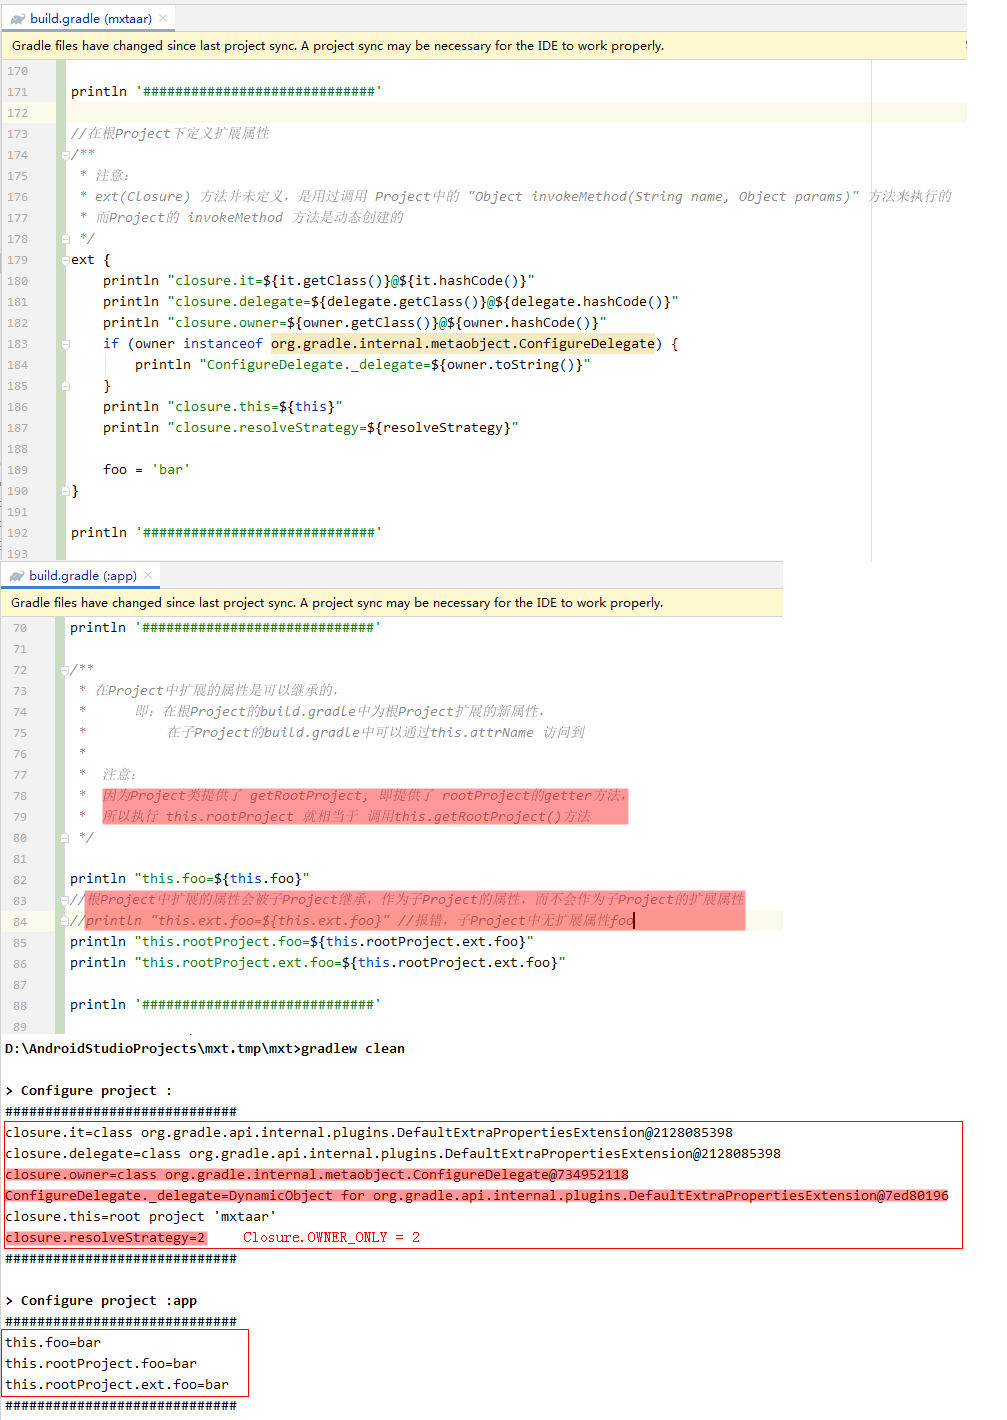 build.gradle (mxtaar)
Gradle files have changed since last project sync. A project sync may be necessary for the IDE to work properly.
170
171 println '#############################'
172
173 //在根Project下定义扩展属性
174 /**
175 * 注意：
176 * ext(Closure) 方法并未定义，是用过调用 Project中的 "Object invokeMethod(String name, Object params)" 方法来执行的
177 * 而Project的 invokeMethod 方法是动态创建的
178 */
179 ext {
180 println "closure.it=${it.getClass()}@${it.hashCode()}"
181 println "closure.delegate=${delegate.getClass()}@${delegate.hashCode()}"
182 println "closure.owner=${owner.getClass()}@${owner.hashCode()}"
183 if (owner instanceof org.gradle.internal.metaobject.ConfigureDelegate) {
184 println "ConfigureDelegate._delegate=${owner.toString()}"
185 }
186 println "closure.this=${this}"
187 println "closure.resolveStrategy=${resolveStrategy}"
188
189 foo = 'bar'
190 }
191
192 println '#############################'
193
build.gradle (:app)
Gradle files have changed since last project sync. A project sync may be necessary for the IDE to work properly.
70 println '#############################'
71
72 /**
73 * 在Project中扩展的属性是可以继承的，
74 * 即：在根Project的build.gradle中为根Project扩展的新属性，
75 * 在子Project的build.gradle中可以通过this.attrName 访问到
76 *
77 * 注意：
78 * 因为Project类提供了 getRootProject, 即提供了 rootProject的getter方法，
79 * 所以执行 this.rootProject 就相当于 调用this.getRootProject()方法
80 */
81
82 println "this.foo=${this.foo}"
83 //根Project中扩展的属性会被子Project继承，作为子Project的属性，而不会作为子Project的扩展属性
84 //println "this.ext.foo=${this.ext.foo}" //报错，子Project中无扩展属性foo
85 println "this.rootProject.foo=${this.rootProject.ext.foo}"
86 println "this.rootProject.ext.foo=${this.rootProject.ext.foo}"
87
88 println '#############################'
89
D:\AndroidStudioProjects\mxt.tmp\mxt>gradlew clean
> Configure project :
#############################
closure.it=class org.gradle.api.internal.plugins.DefaultExtraPropertiesExtension@2128085398
closure.delegate=class org.gradle.api.internal.plugins.DefaultExtraPropertiesExtension@2128085398
closure.owner=class org.gradle.internal.metaobject.ConfigureDelegate@734952118
ConfigureDelegate._delegate=DynamicObject for org.gradle.api.internal.plugins.DefaultExtraPropertiesExtension@7ed80196
closure.this=root project 'mxtaar'
closure.resolveStrategy=2 Closure.OWNER_ONLY = 2
#############################
> Configure project :app
#############################
this.foo=bar
this.rootProject.foo=bar
this.rootProject.ext.foo=bar
#############################